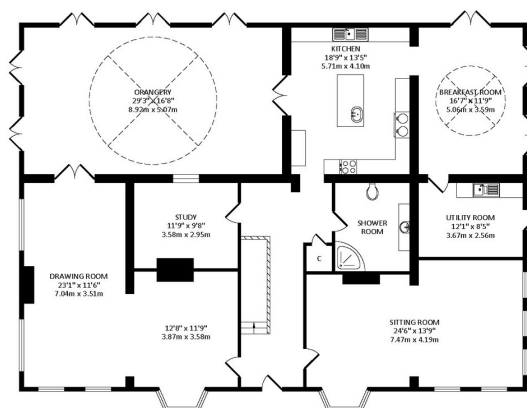 ORANGERY
29'3" x 16'8"
8.92m x 5.07m
KITCHEN
18'9" x 13'5"
5.71m x 4.10m
BREAKFAST ROOM
16'7" x 11'9"
5.06m x 3.59m
STUDY
11'9" x 9'8"
3.58m x 2.95m
SHOWER
ROOM
UTILITY ROOM
12'1" x 8'5"
3.67m x 2.56m
C
DRAWING ROOM
23'1" x 11'6"
7.04m x 3.51m
12'8" x 11'9"
3.87m x 3.58m
SITTING ROOM
24'6" x 13'9"
7.47m x 4.19m